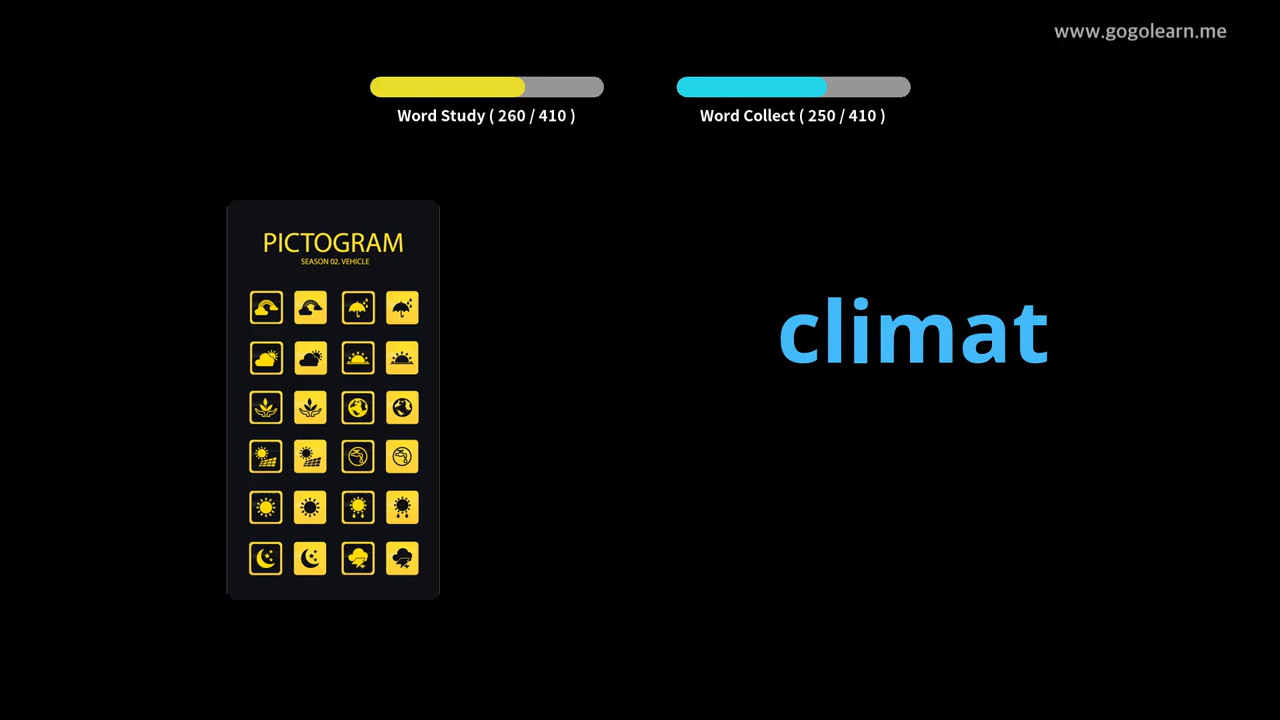 www.gogolearn.me
Word Study ( 260 / 410 )
Word Collect ( 250 / 410 )
PICTOGRAM
SEASON 02. VEHICLE
climat